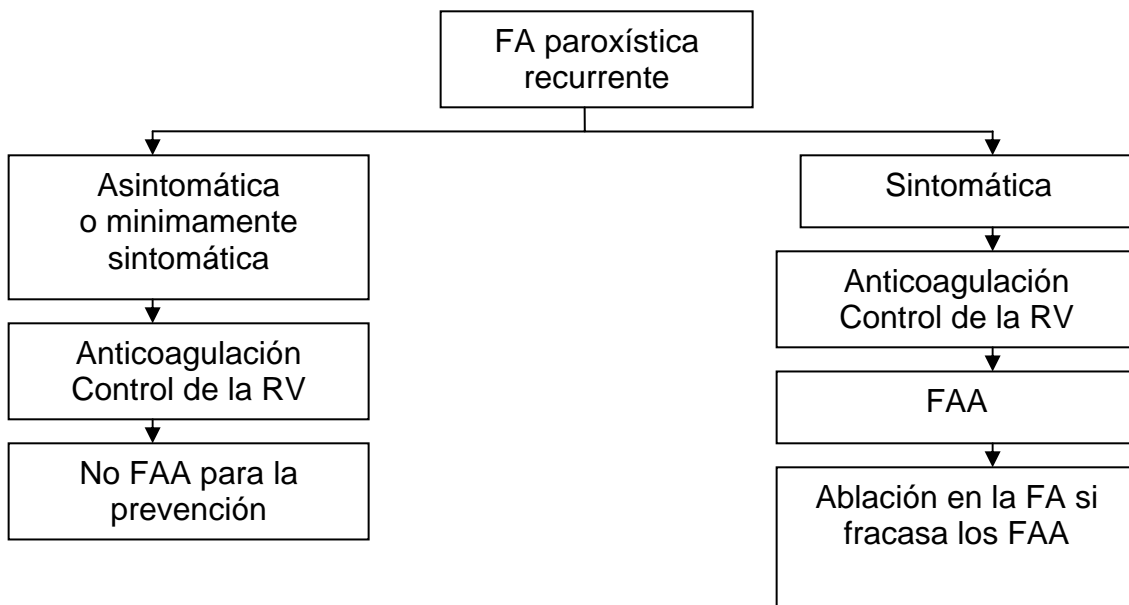 FA paroxística
recurrente
Asintomática
o minimamente
sintomática
Anticoagulación
Control de la RV
No FAA para la
prevención
Sintomática
Anticoagulación
Control de la RV
FAA
Ablación en la FA si
fracasa los FAA